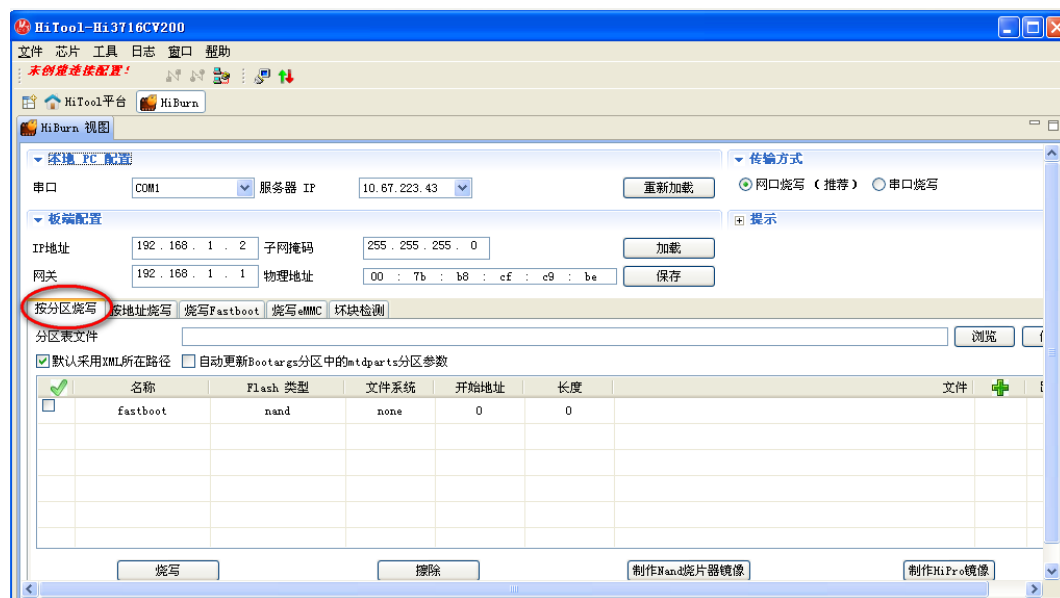 HiTool-Hi3716CV200
文件 芯片 工具 日志 窗口 帮助
未创建连接配置!
HiTool平台 HiBurn
HiBurn 视图
本地 PC 配置 传输方式
串口 COM1 服务器 IP 10.67.223.43 重新加载 网口烧写 (推荐) 串口烧写
板端配置 提示
IP地址 192 . 168 . 1 . 2 子网掩码 255 . 255 . 255 . 0 加载
网关 192 . 168 . 1 . 1 物理地址 00 : 7b : b8 : cf : c9 : be 保存
按分区烧写 按地址烧写 烧写Fastboot 烧写eMMC 坏块检测
分区表文件 浏览
默认采用XML所在路径 自动更新Bootargs分区中的mtdparts分区参数
名称 Flash 类型 文件系统 开始地址 长度 文件
fastboot nand none 0 0
烧写 擦除 制作Nand烧片器镜像 制作HiPro镜像